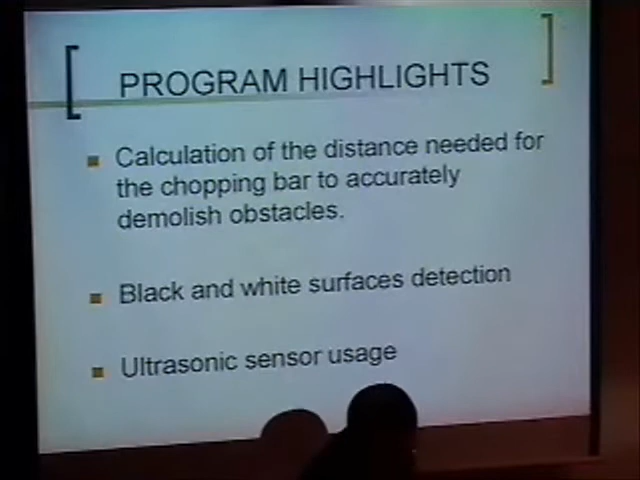 PROGRAM HIGHLIGHTS
Calculation of the distance needed for
the chopping bar to accurately
demolish obstacles.
Black and white surfaces detection
Ultrasonic sensor usage